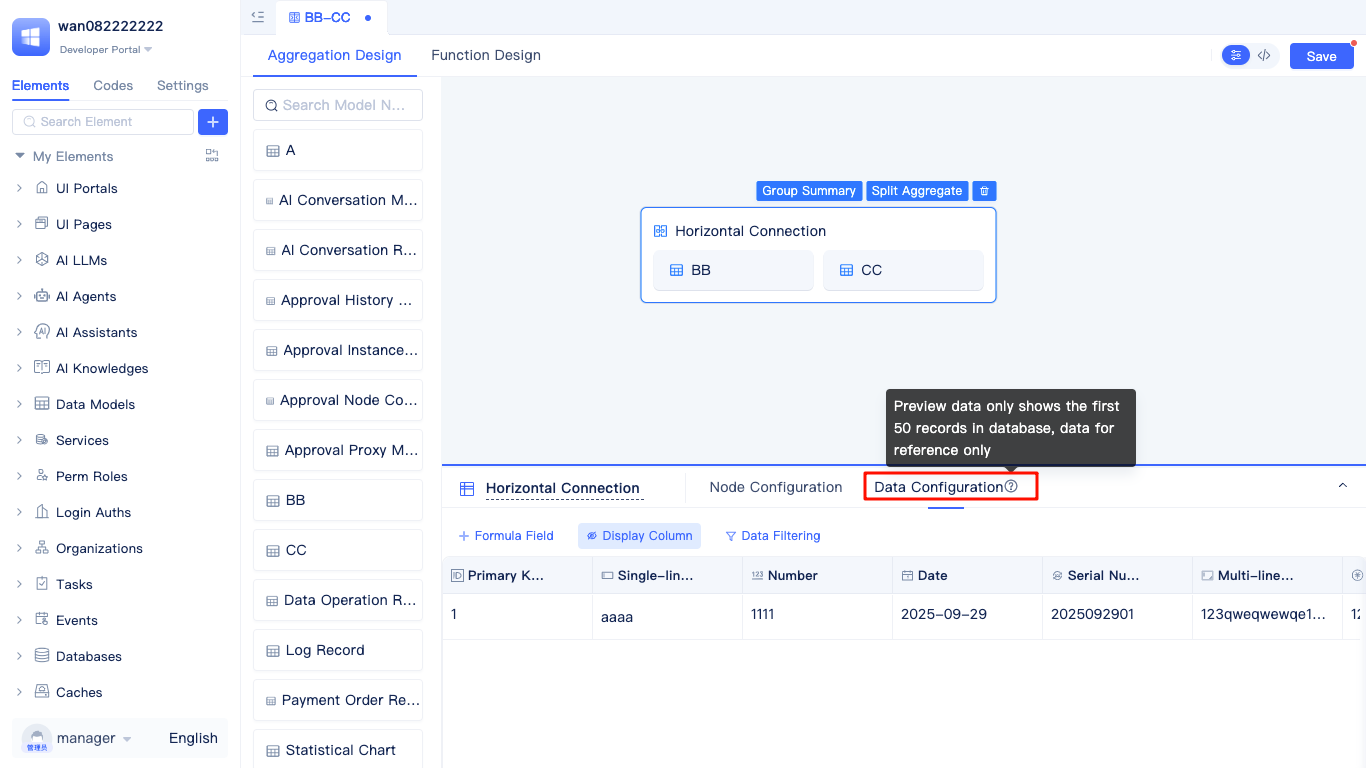 wan082222222
Developer Portal
Elements
Codes
Settings
Search Element
My Elements
UI Portals
UI Pages
AI LLMs
AI Agents
AI Assistants
AI Knowledges
Data Models
Services
Perm Roles
Login Auths
Organizations
Tasks
Events
Databases
Caches
管理员
manager
English
BB-CC
Aggregation Design
Function Design
Save
Search Model N...
A
AI Conversation M...
AI Conversation R...
Approval History ...
Approval Instance...
Approval Node Co...
Approval Proxy M...
BB
CC
Data Operation R...
Log Record
Payment Order Re...
Statistical Chart
Group Summary
Split Aggregate
Horizontal Connection
BB
CC
Preview data only shows the first
50 records in database, data for
reference only
Horizontal Connection
Node Configuration
Data Configuration
Formula Field
Display Column
Data Filtering
Primary K...
Single-lin...
Number
Date
Serial Nu...
Multi-line...
1
aaaa
1111
2025-09-29
2025092901
123qweqwewqe1...